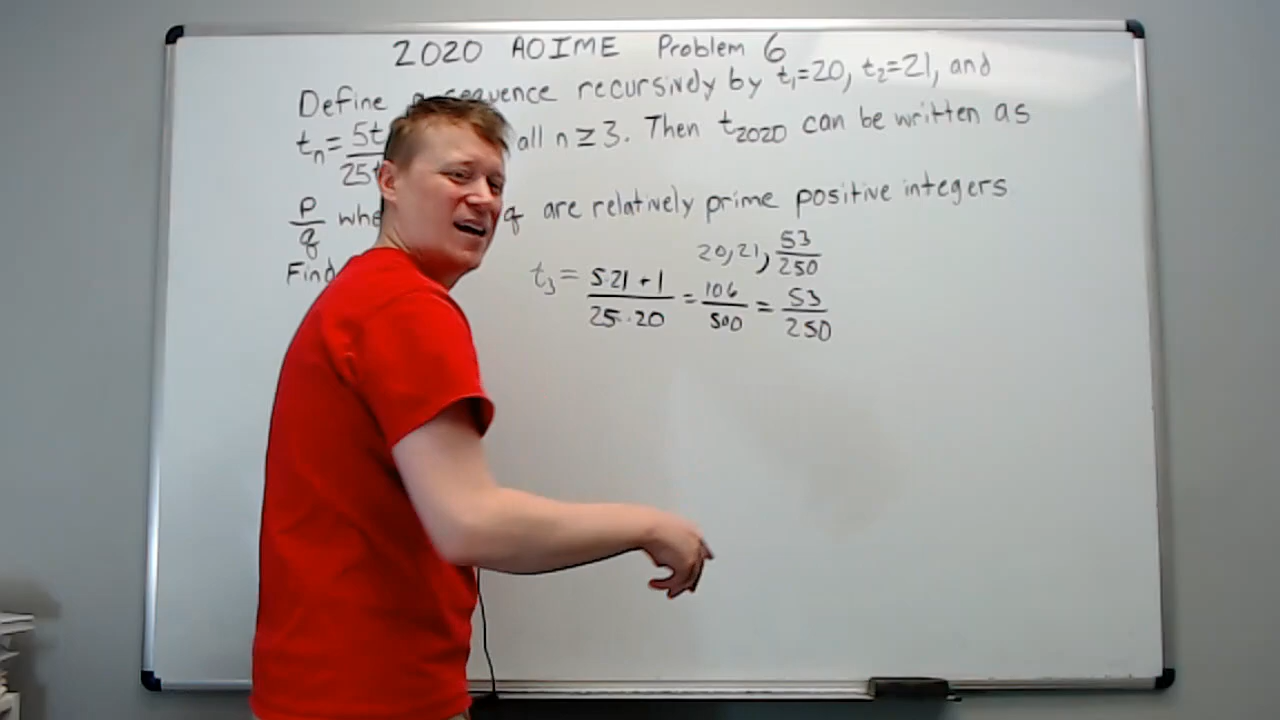 2020 AOIME Problem 6
Define sequence recursively by t₁=20, t₂=21, and
tₙ= 5t all n ≥ 3. Then t₂₀₂₀ can be written as
25
p/q whe q are relatively prime positive integers
Find
20, 21, 53/250
t₃ = (5·21 + 1)/(25·20) = 106/500 = 53/250